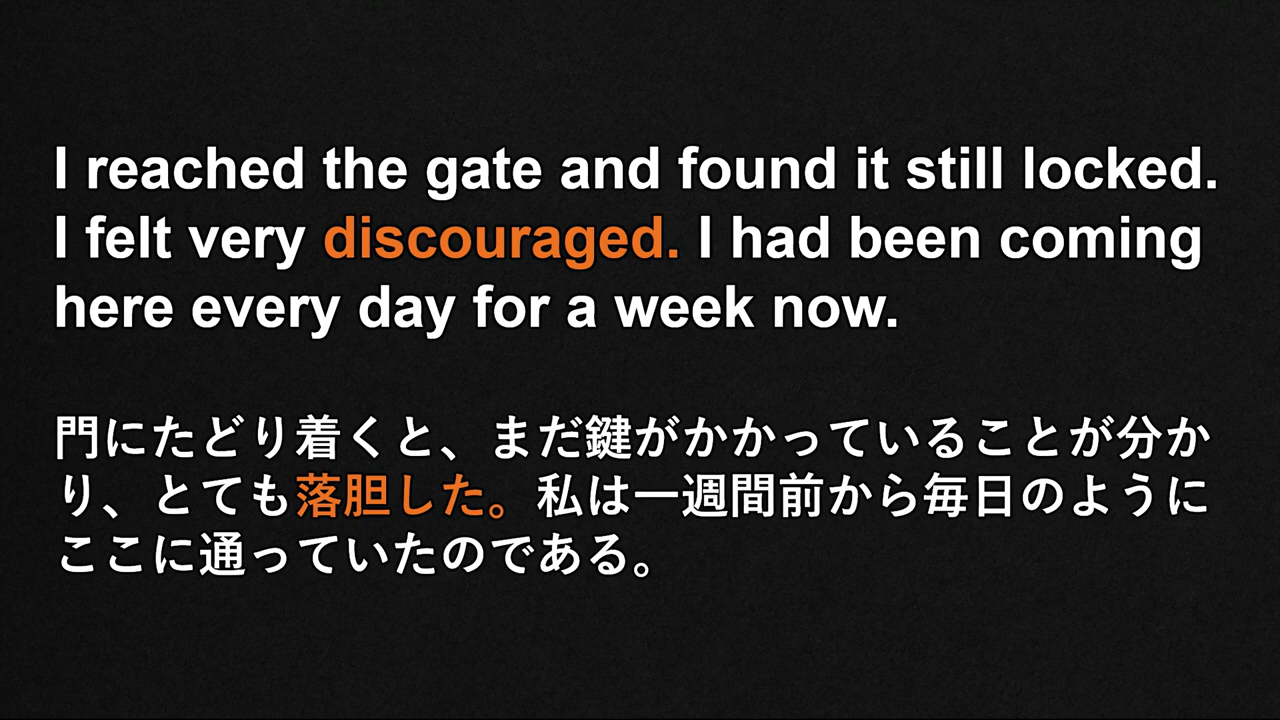 I reached the gate and found it still locked.
I felt very discouraged. I had been coming
here every day for a week now.
門にたどり着くと、まだ鍵がかかっていることが分か
り、とても落胆した。私は一週間前から毎日のように
ここに通っていたのである。